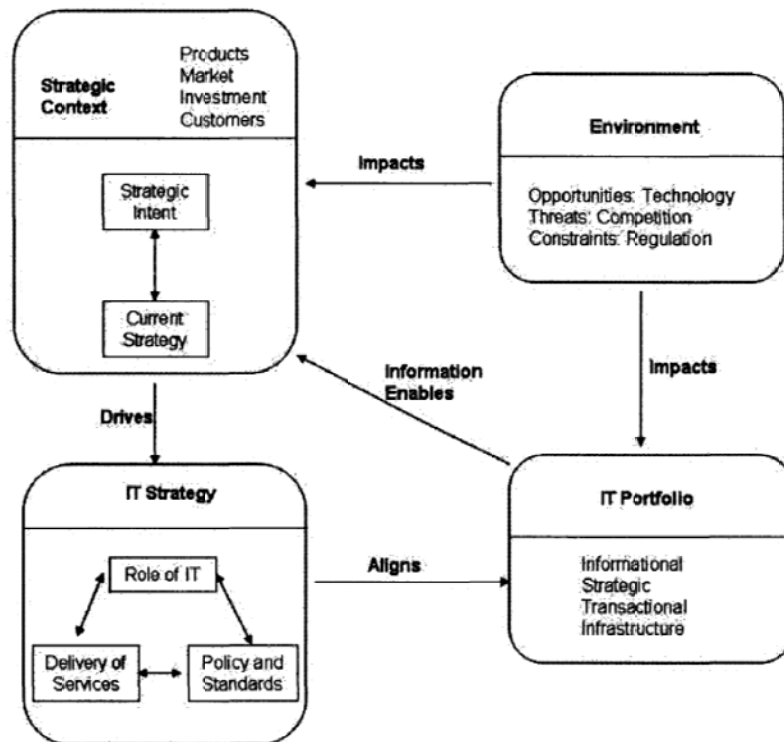 Strategic
Context
Products
Market
Investment
Customers
Strategic
Intent
Current
Strategy
Impacts
Environment
Opportunities: Technology
Threats: Competition
Constraints: Regulation
Information
Enables
Impacts
Drives
IT Strategy
Role of IT
Delivery of
Services
Policy and
Standards
Aligns
IT Portfolio
Informational
Strategic
Transactional
Infrastructure